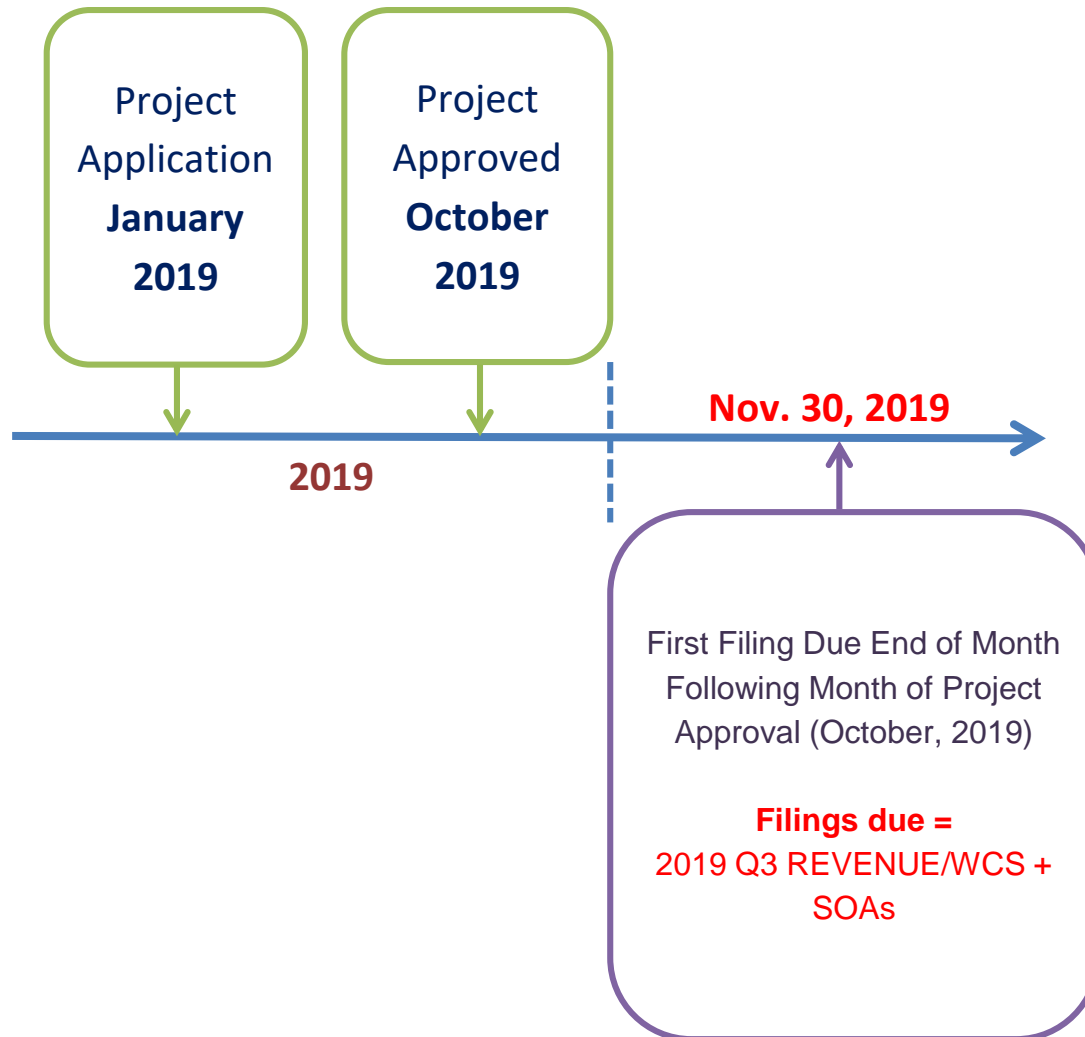 Project
Application
January
2019
Project
Approved
October
2019
Nov. 30, 2019
2019
First Filing Due End of Month
Following Month of Project
Approval (October, 2019)
Filings due =
2019 Q3 REVENUE/WCS +
SOAs